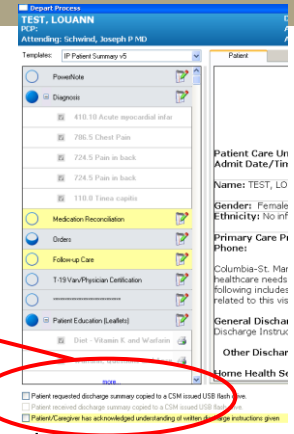 Depart Process
TEST, LOUANN
PCP:
Attending: Schwind, Joseph P MD
Templates: IP Patient Summary v5
Patient
PowerNote
Diagnosis
410.10 Acute myocardial infar
786.5 Chest Pain
724.5 Pain in back
724.5 Pain in back
110.0 Tinea capitis
Medication Reconciliation
Orders
Follow-up Care
T-19 Van/Physician Certification
Patient Education (Leaflets)
Diet - Vitamin K and Warfarin
more...
Patient requested discharge summary copied to a CSM issued USB flash drive.
Patient received discharge summary copied to a CSM issued USB flash drive.
Patient/Caregiver has acknowledged understanding of written discharge instructions given
Patient Care Un
Admit Date/Tim
Name: TEST, LO
Gender: Female
Ethnicity: No inf
Primary Care Pr
Phone:
Columbia-St. Mar
healthcare needs
following includes
related to this vis
General Dischar
Discharge Instruc
Other Dischar
Home Health Se